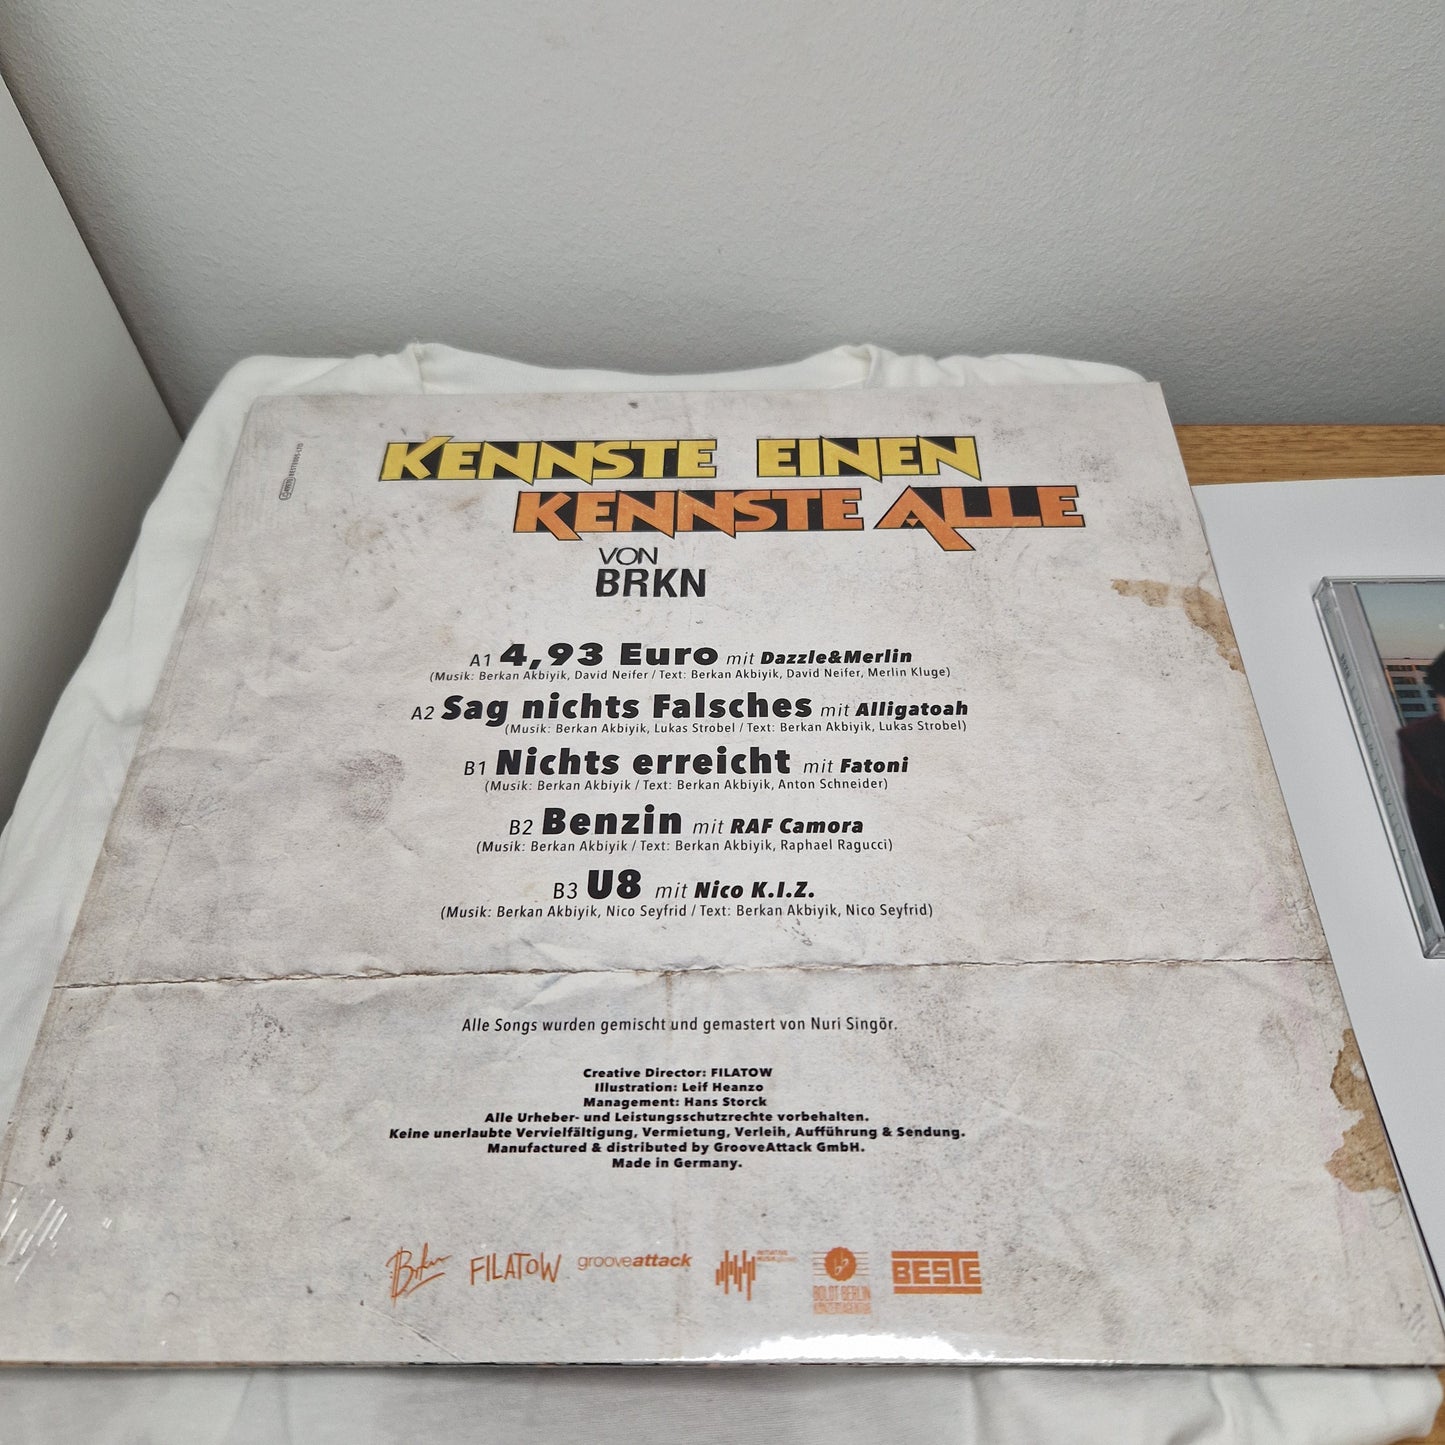 KENNSTE EINEN
KENNSTE ALLE
VON
BRKN
A1 4,93 Euro mit Dazzle&Merlin
(Musik: Berkan Akbiyik, David Neifer / Text: Berkan Akbiyik, David Neifer, Merlin Kluge)
A2 Sag nichts Falsches mit Alligatoah
(Musik: Berkan Akbiyik, Lukas Strobel / Text: Berkan Akbiyik, Lukas Strobel)
B1 Nichts erreicht mit Fatoni
(Musik: Berkan Akbiyik / Text: Berkan Akbiyik, Anton Schneider)
B2 Benzin mit RAF Camora
(Musik: Berkan Akbiyik / Text: Berkan Akbiyik, Raphael Ragucci)
B3 U8 mit Nico K.I.Z.
(Musik: Berkan Akbiyik, Nico Seyfrid / Text: Berkan Akbiyik, Nico Seyfrid)
Alle Songs wurden gemischt und gemastert von Nuri Singör.
Creative Director: FILATOW
Illustration: Leif Heanzo
Management: Hans Storck
Alle Urheber- und Leistungsschutzrechte vorbehalten.
Keine unerlaubte Vervielfältigung, Vermietung, Verleih, Aufführung & Sendung.
Manufactured & distributed by GrooveAttack GmbH.
Made in Germany.
FILATOW
grooveattack
INITIATIVE
MUSIK
BOLDT BERLIN
KONZERTAGENTUR
BESTE